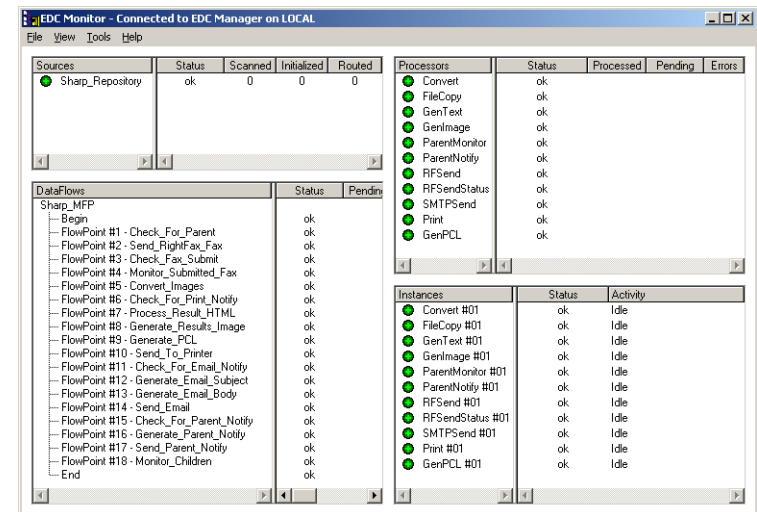 EDC Monitor - Connected to EDC Manager on LOCAL
File View Tools Help
Sources Status Scanned Initialized Routed
Sharp_Repository ok 0 0 0
DataFlows Status Pending
Sharp_MFP
Begin ok
FlowPoint #1 - Check_For_Parent ok
FlowPoint #2 - Send_RightFax_Fax ok
FlowPoint #3 - Check_Fax_Submit ok
FlowPoint #4 - Monitor_Submitted_Fax ok
FlowPoint #5 - Convert_Images ok
FlowPoint #6 - Check_For_Print_Notify ok
FlowPoint #7 - Process_Result_HTML ok
FlowPoint #8 - Generate_Results_Image ok
FlowPoint #9 - Generate_PCL ok
FlowPoint #10 - Send_To_Printer ok
FlowPoint #11 - Check_For_Email_Notify ok
FlowPoint #12 - Generate_Email_Subject ok
FlowPoint #13 - Generate_Email_Body ok
FlowPoint #14 - Send_Email ok
FlowPoint #15 - Check_For_Parent_Notify ok
FlowPoint #16 - Generate_Parent_Notify ok
FlowPoint #17 - Send_Parent_Notify ok
FlowPoint #18 - Monitor_Children ok
End ok
Processors Status Processed Pending Errors
Convert ok
FileCopy ok
GenText ok
GenImage ok
ParentMonitor ok
ParentNotify ok
RFSend ok
RFSendStatus ok
SMTPSend ok
Print ok
GenPCL ok
Instances Status Activity
Convert #01 ok Idle
FileCopy #01 ok Idle
GenText #01 ok Idle
GenImage #01 ok Idle
ParentMonitor #01 ok Idle
ParentNotify #01 ok Idle
RFSend #01 ok Idle
RFSendStatus #01 ok Idle
SMTPSend #01 ok Idle
Print #01 ok Idle
GenPCL #01 ok Idle